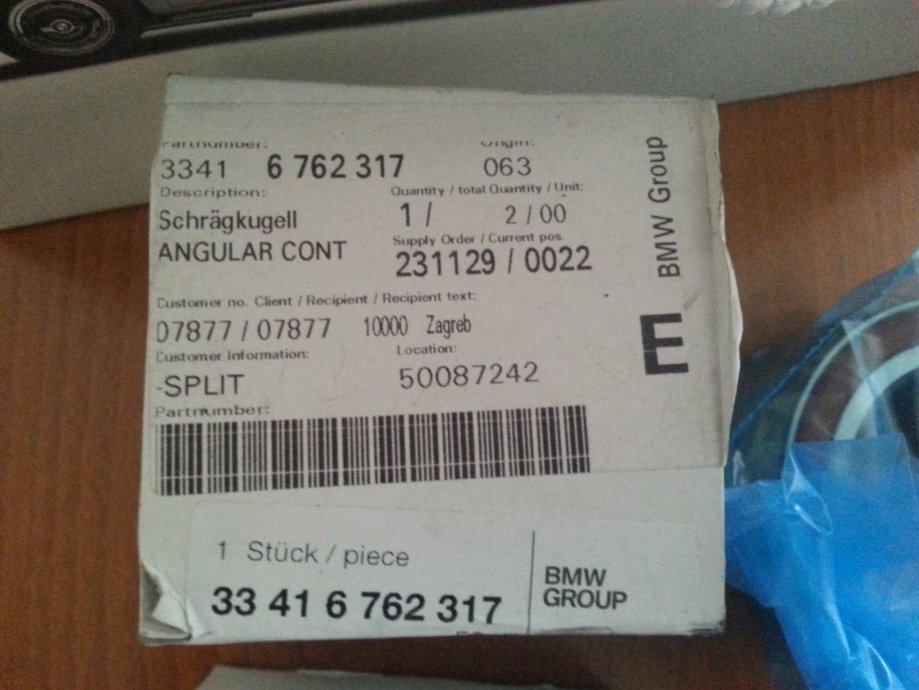 Partnumber: Origin:
3341 6 762 317 063
Description: Quantity / total Quantity / Unit:
Schrägkugell 1 / 2 / 00
ANGULAR CONT Supply Order / Current pos.
231129 / 0022
Customer no. Client / Recipient / Recipient text:
07877 / 07877 10000 Zagreb
Customer Information: Location:
-SPLIT 50087242
Partnumber:
BMW Group
E
1 Stück / piece
33 41 6 762 317
BMW
GROUP